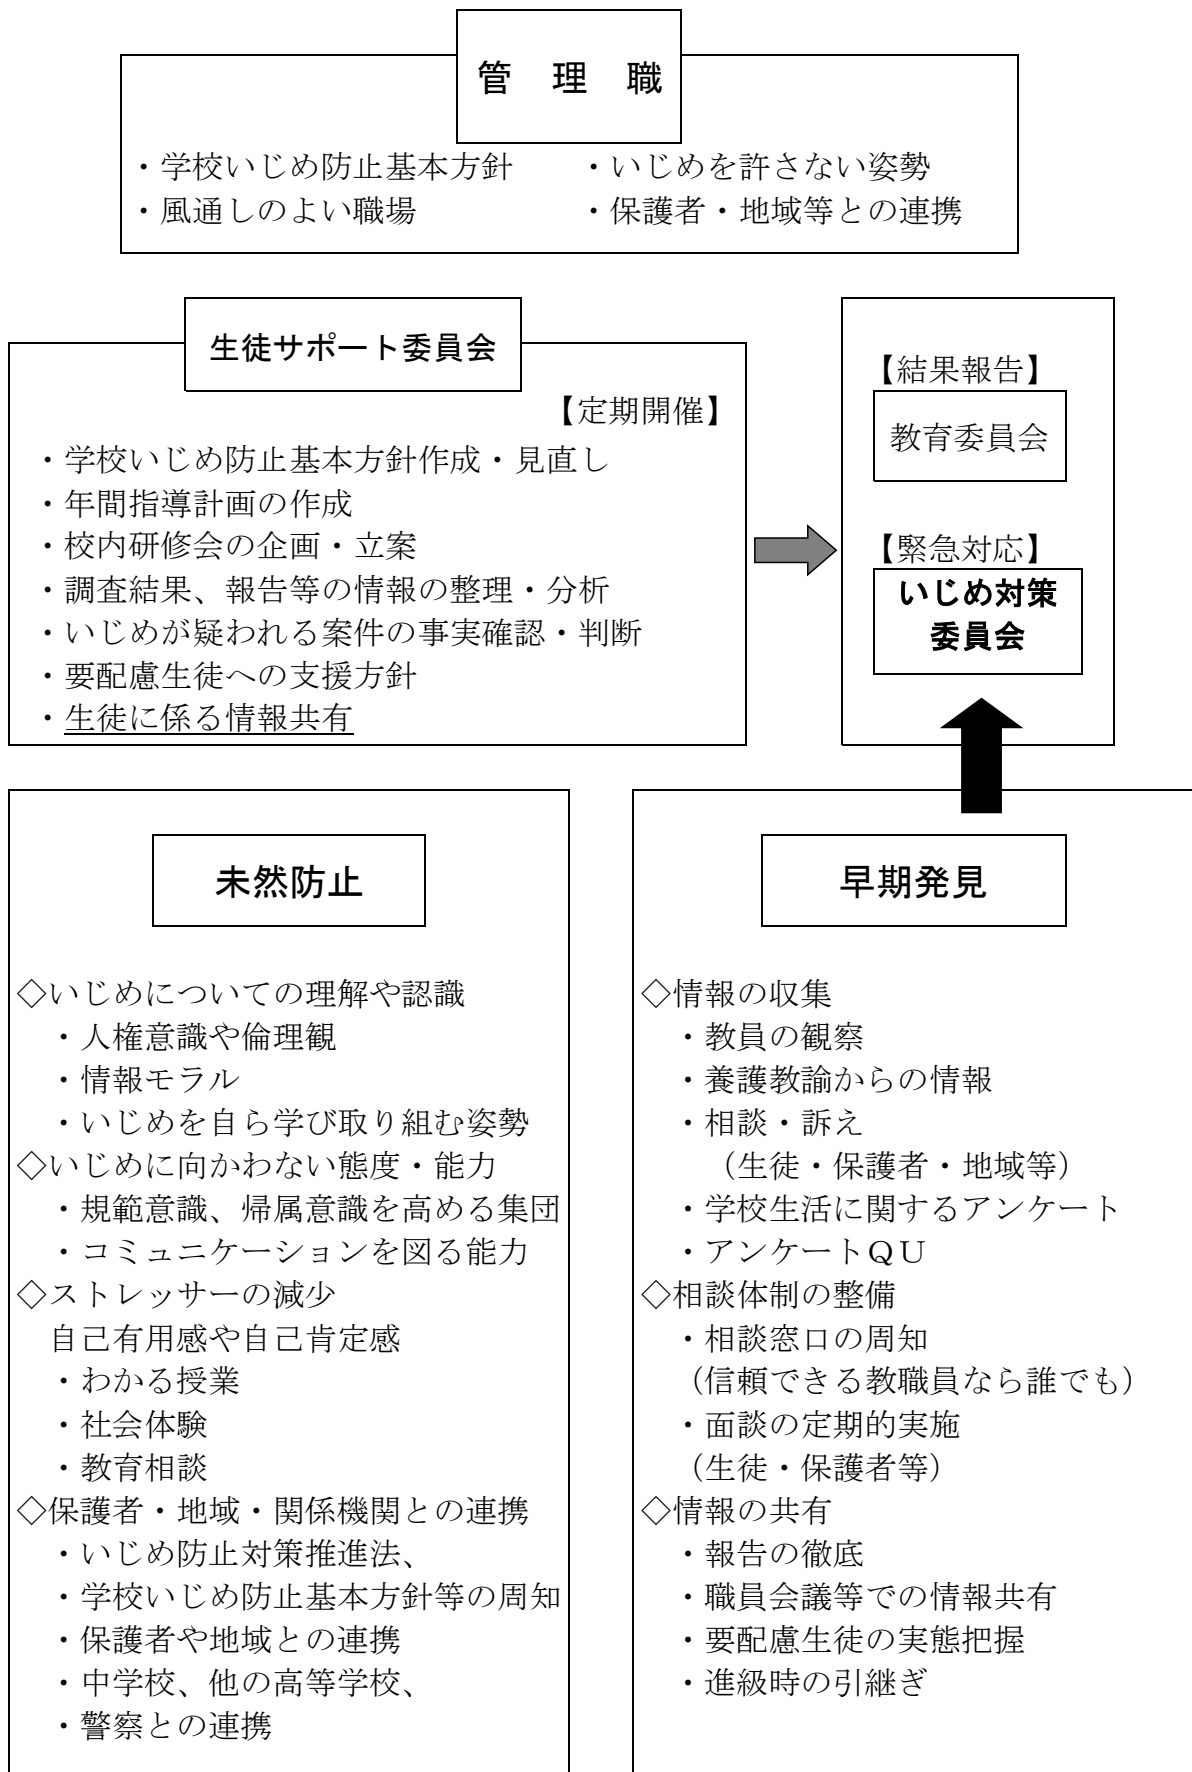 管　理　職
・学校いじめ防止基本方針　　・いじめを許さない姿勢
・風通しのよい職場　　　　　・保護者・地域等との連携
生徒サポート委員会
【定期開催】
・学校いじめ防止基本方針作成・見直し
・年間指導計画の作成
・校内研修会の企画・立案
・調査結果、報告等の情報の整理・分析
・いじめが疑われる案件の事実確認・判断
・要配慮生徒への支援方針
・生徒に係る情報共有
【結果報告】
教育委員会
【緊急対応】
いじめ対策
委員会
未然防止
◇いじめについての理解や認識
・人権意識や倫理観
・情報モラル
・いじめを自ら学び取り組む姿勢
◇いじめに向かわない態度・能力
・規範意識、帰属意識を高める集団
・コミュニケーションを図る能力
◇ストレッサーの減少
自己有用感や自己肯定感
・わかる授業
・社会体験
・教育相談
◇保護者・地域・関係機関との連携
・いじめ防止対策推進法、
・学校いじめ防止基本方針等の周知
・保護者や地域との連携
・中学校、他の高等学校、
・警察との連携
早期発見
◇情報の収集
・教員の観察
・養護教諭からの情報
・相談・訴え
（生徒・保護者・地域等）
・学校生活に関するアンケート
・アンケートＱＵ
◇相談体制の整備
・相談窓口の周知
（信頼できる教職員なら誰でも）
・面談の定期的実施
（生徒・保護者等）
◇情報の共有
・報告の徹底
・職員会議等での情報共有
・要配慮生徒の実態把握
・進級時の引継ぎ